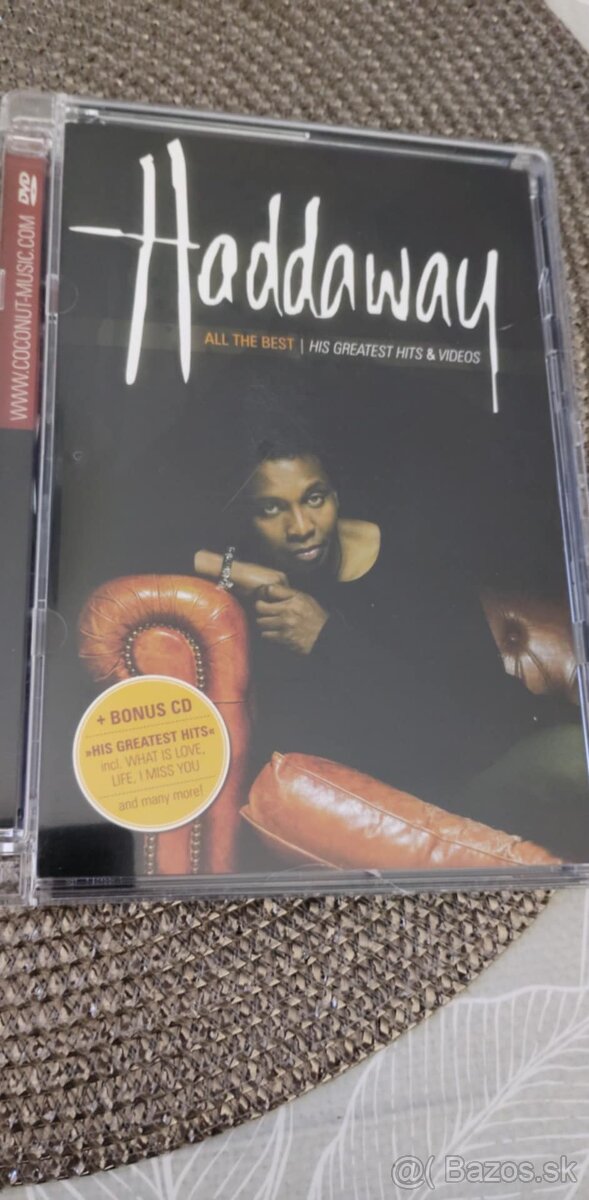 WWW.COCONUT-MUSIC.COM DVD
Haddaway
ALL THE BEST | HIS GREATEST HITS & VIDEOS
+ BONUS CD
»HIS GREATEST HITS«
incl. WHAT IS LOVE,
LIFE, I MISS YOU
and many more!
@( Bazos.sk